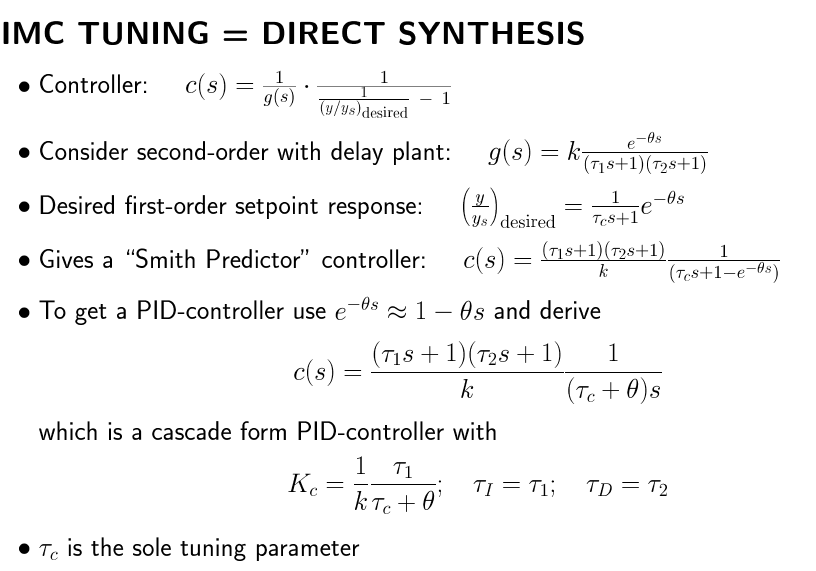 IMC TUNING = DIRECT SYNTHESIS
• Controller: $c(s) = \frac{1}{g(s)} \cdot \frac{1}{\frac{1}{(y/y_s)_{\text{desired}}} - 1}$
• Consider second-order with delay plant: $g(s) = k\frac{e^{-\theta s}}{(\tau_1 s+1)(\tau_2 s+1)}$
• Desired first-order setpoint response: $\left(\frac{y}{y_s}\right)_{\text{desired}} = \frac{1}{\tau_c s+1}e^{-\theta s}$
• Gives a “Smith Predictor” controller: $c(s) = \frac{(\tau_1 s+1)(\tau_2 s+1)}{k}\frac{1}{(\tau_c s+1-e^{-\theta s})}$
• To get a PID-controller use $e^{-\theta s} \approx 1 - \theta s$ and derive
$c(s) = \frac{(\tau_1 s + 1)(\tau_2 s + 1)}{k}\frac{1}{(\tau_c + \theta)s}$
which is a cascade form PID-controller with
$K_c = \frac{1}{k}\frac{\tau_1}{\tau_c + \theta}; \quad \tau_I = \tau_1; \quad \tau_D = \tau_2$
• $\tau_c$ is the sole tuning parameter